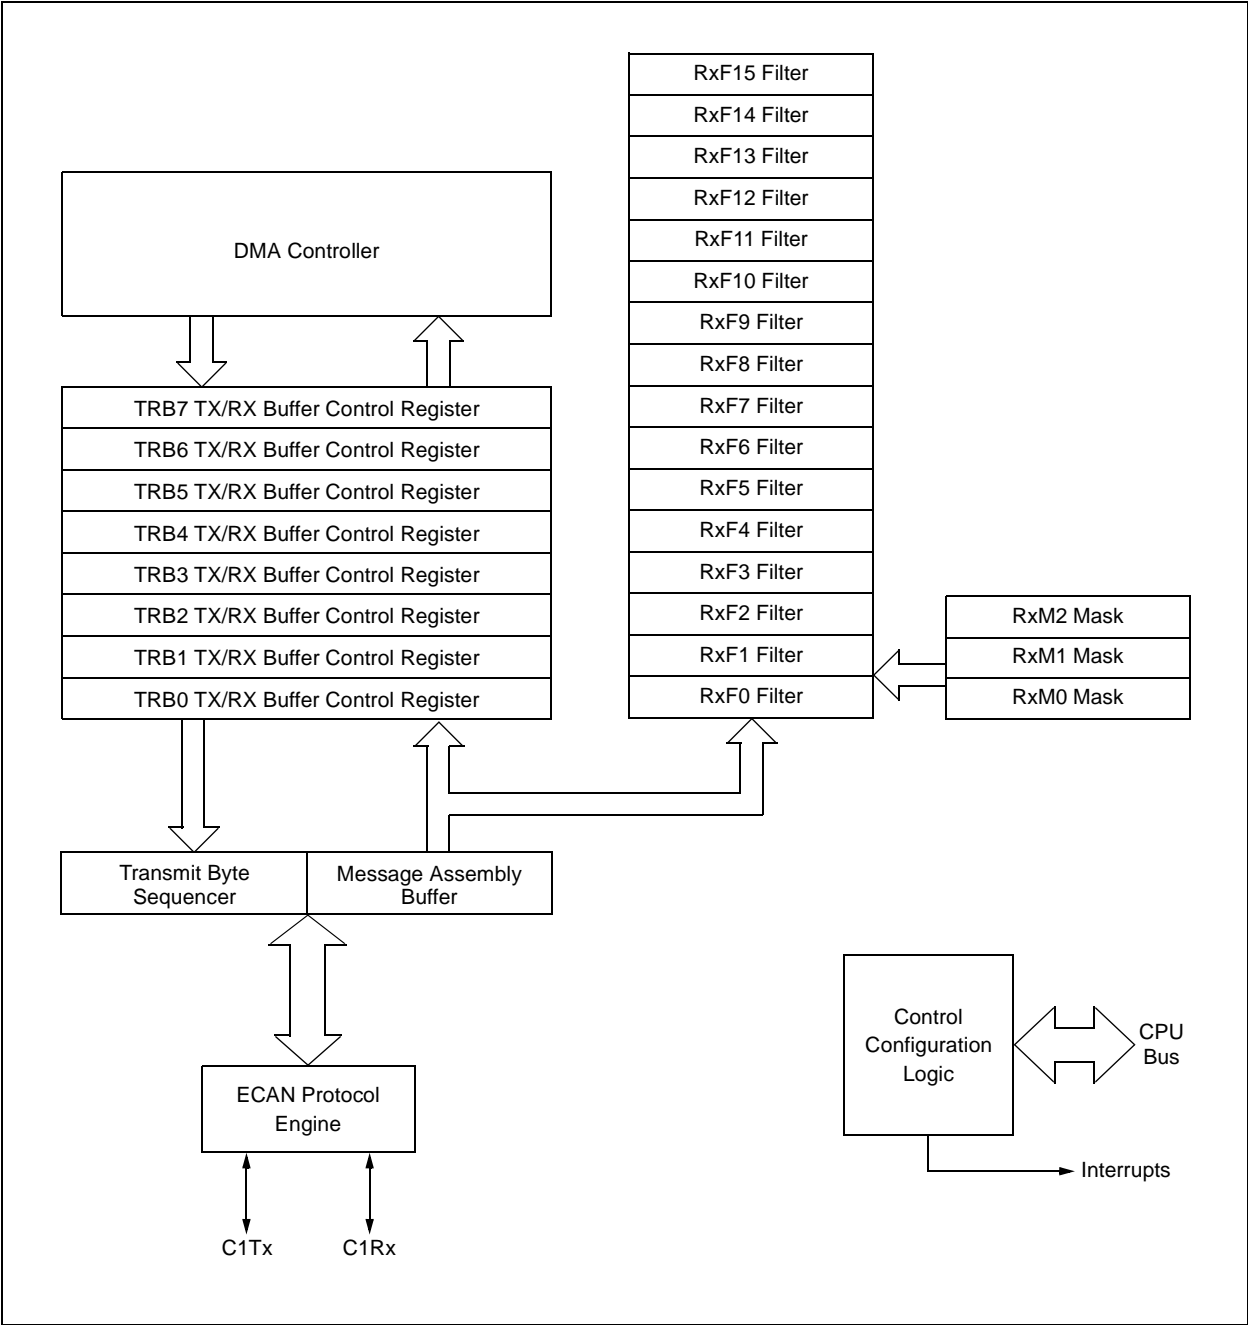 RxF15 Filter
RxF14 Filter
RxF13 Filter
RxF12 Filter
RxF11 Filter
RxF10 Filter
RxF9 Filter
RxF8 Filter
RxF7 Filter
RxF6 Filter
RxF5 Filter
RxF4 Filter
RxF3 Filter
RxF2 Filter
RxF1 Filter
RxF0 Filter
DMA Controller
TRB7 TX/RX Buffer Control Register
TRB6 TX/RX Buffer Control Register
TRB5 TX/RX Buffer Control Register
TRB4 TX/RX Buffer Control Register
TRB3 TX/RX Buffer Control Register
TRB2 TX/RX Buffer Control Register
TRB1 TX/RX Buffer Control Register
TRB0 TX/RX Buffer Control Register
RxM2 Mask
RxM1 Mask
RxM0 Mask
Transmit Byte
Sequencer
Message Assembly
Buffer
ECAN Protocol
Engine
C1Tx
C1Rx
Control
Configuration
Logic
CPU
Bus
Interrupts